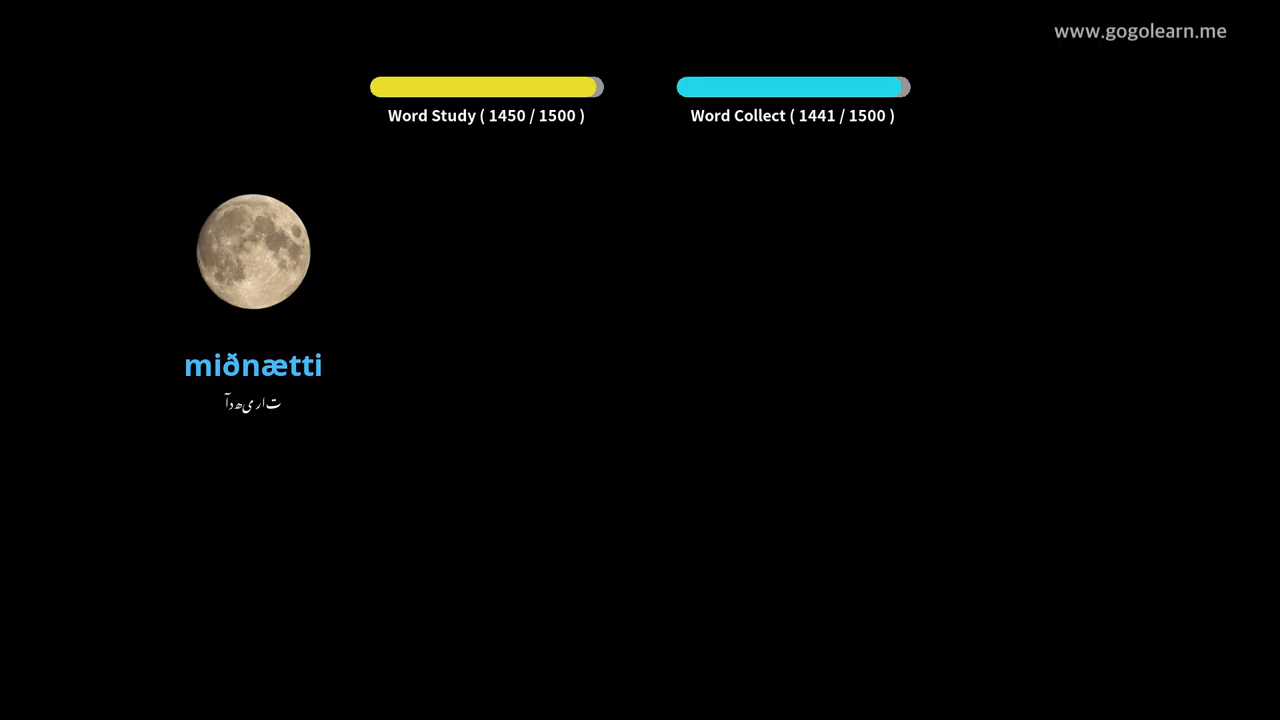 www.gogolearn.me
Word Study ( 1450 / 1500 )
Word Collect ( 1441 / 1500 )
miðnætti
آدھی رات